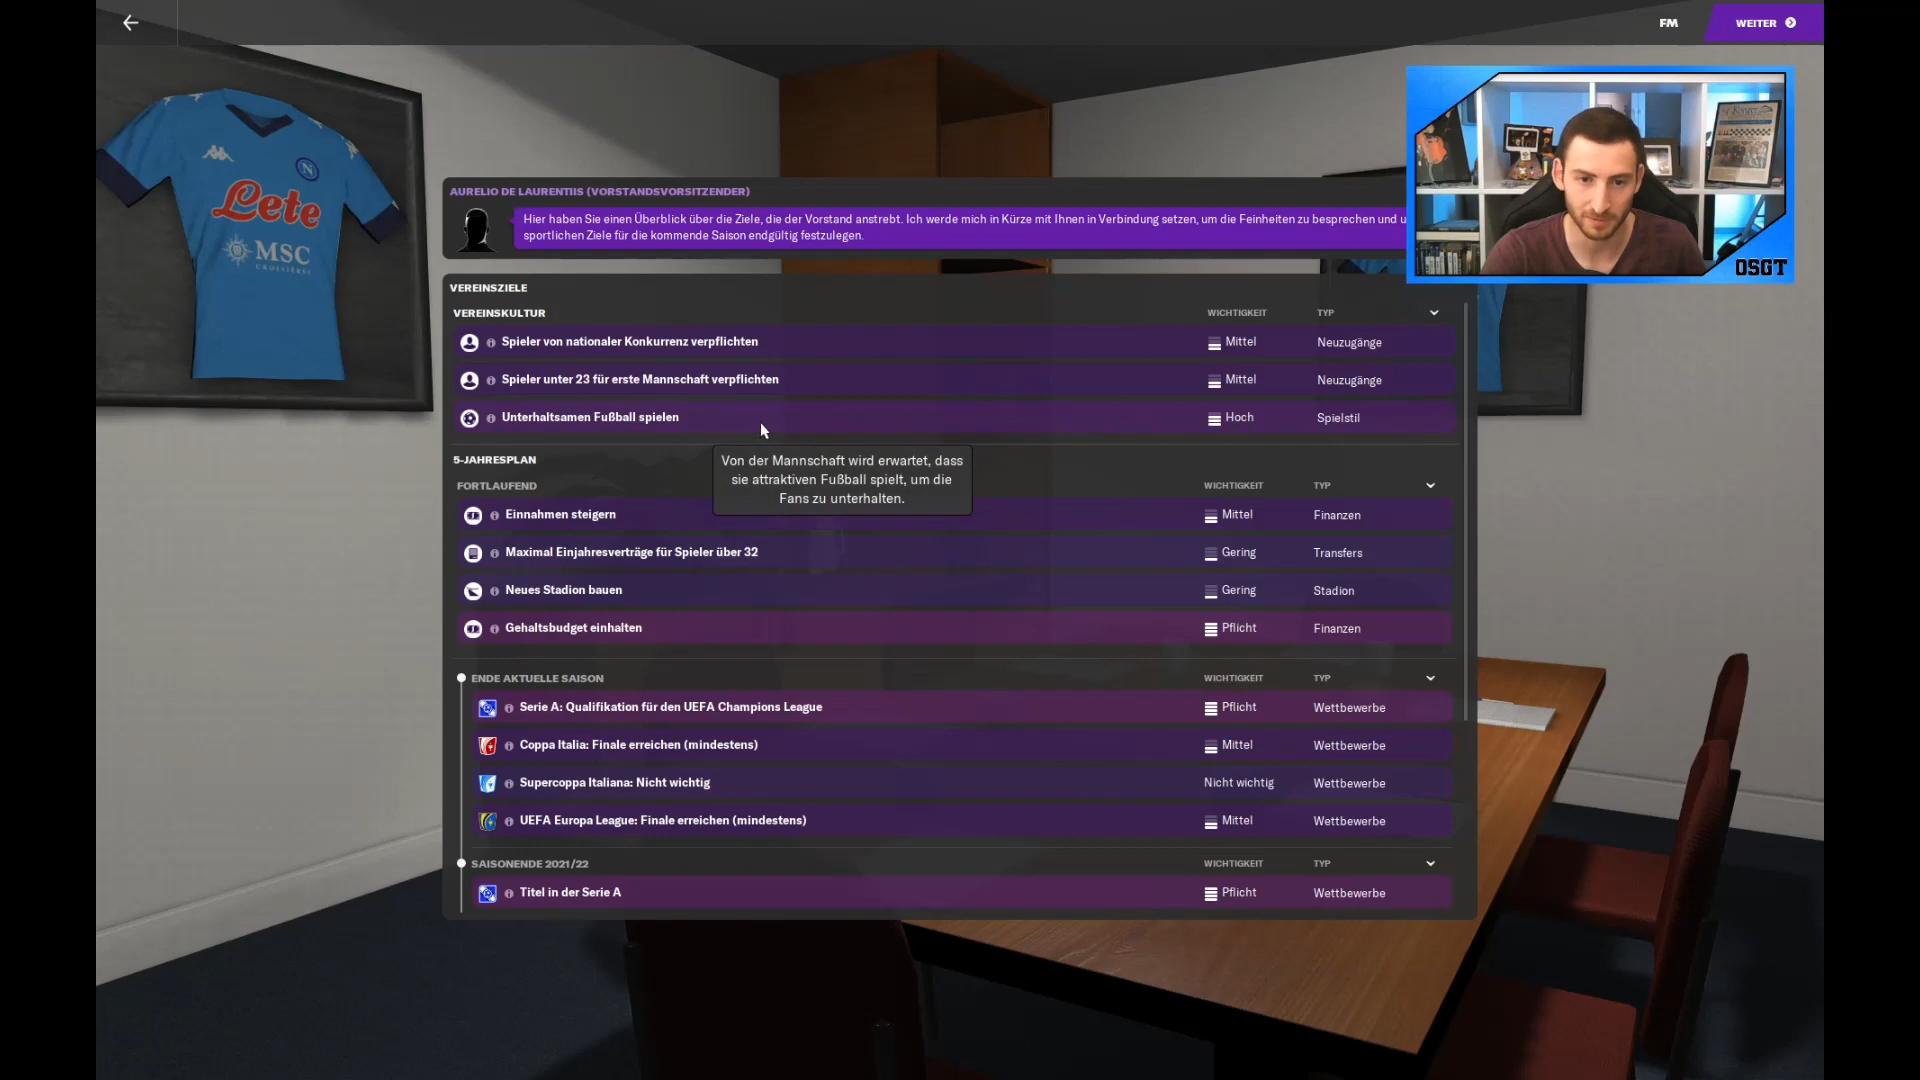 FM
WEITER
Lete
MSC
CROCIERE
N
OSGT
AURELIO DE LAURENTIIS (VORSTANDSVORSITZENDER)
Hier haben Sie einen Überblick über die Ziele, die der Vorstand anstrebt. Ich werde mich in Kürze mit Ihnen in Verbindung setzen, um die Feinheiten zu besprechen und u
sportlichen Ziele für die kommende Saison endgültig festzulegen.
VEREINSZIELE
VEREINSKULTUR WICHTIGKEIT TYP
Spieler von nationaler Konkurrenz verpflichten Mittel Neuzugänge
Spieler unter 23 für erste Mannschaft verpflichten Mittel Neuzugänge
Unterhaltsamen Fußball spielen Hoch Spielstil
Von der Mannschaft wird erwartet, dass
sie attraktiven Fußball spielt, um die
Fans zu unterhalten.
5-JAHRESPLAN
FORTLAUFEND WICHTIGKEIT TYP
Einnahmen steigern Mittel Finanzen
Maximal Einjahresverträge für Spieler über 32 Gering Transfers
Neues Stadion bauen Gering Stadion
Gehaltsbudget einhalten Pflicht Finanzen
ENDE AKTUELLE SAISON WICHTIGKEIT TYP
Serie A: Qualifikation für den UEFA Champions League Pflicht Wettbewerbe
Coppa Italia: Finale erreichen (mindestens) Mittel Wettbewerbe
Supercoppa Italiana: Nicht wichtig Nicht wichtig Wettbewerbe
UEFA Europa League: Finale erreichen (mindestens) Mittel Wettbewerbe
SAISONENDE 2021/22 WICHTIGKEIT TYP
Titel in der Serie A Pflicht Wettbewerbe